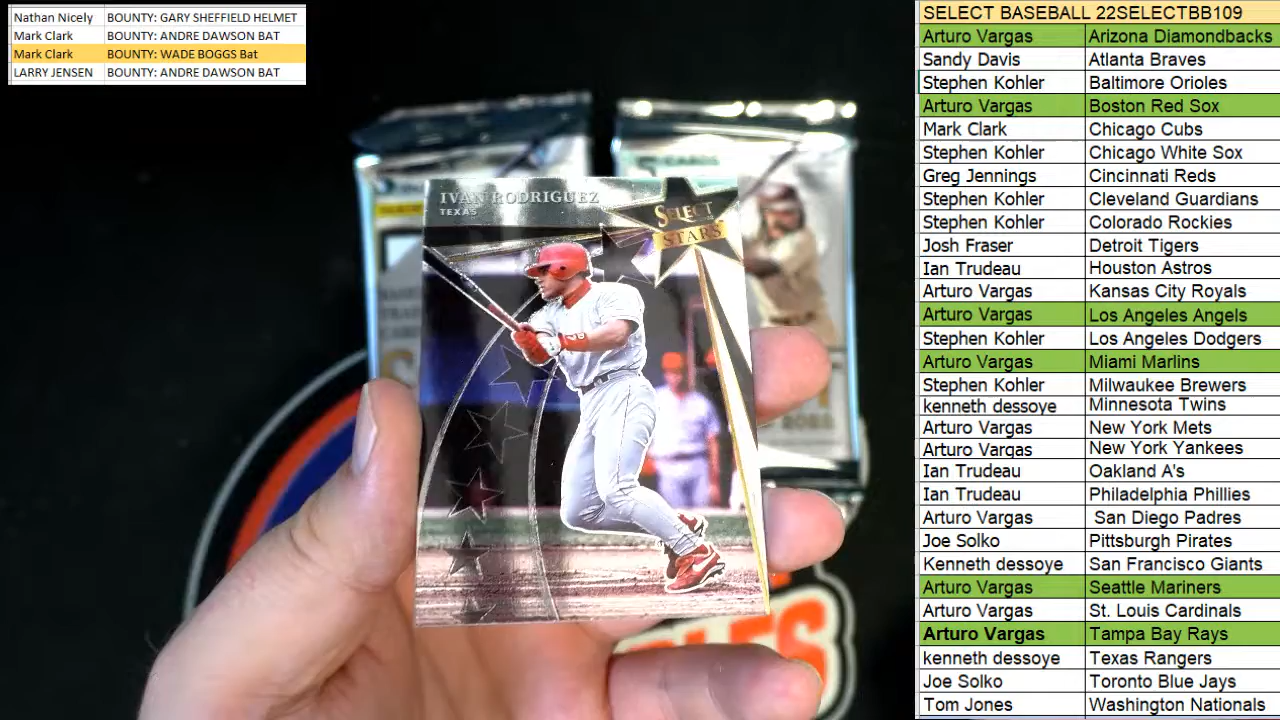 Nathan Nicely BOUNTY: GARY SHEFFIELD HELMET
Mark Clark BOUNTY: ANDRE DAWSON BAT
Mark Clark BOUNTY: WADE BOGGS Bat
LARRY JENSEN BOUNTY: ANDRE DAWSON BAT
IVAN RODRIGUEZ
TEXAS
SELECT
STARS
5 CARDS
SELECT BASEBALL 22SELECTBB109
Arturo Vargas Arizona Diamondbacks
Sandy Davis Atlanta Braves
Stephen Kohler Baltimore Orioles
Arturo Vargas Boston Red Sox
Mark Clark Chicago Cubs
Stephen Kohler Chicago White Sox
Greg Jennings Cincinnati Reds
Stephen Kohler Cleveland Guardians
Stephen Kohler Colorado Rockies
Josh Fraser Detroit Tigers
Ian Trudeau Houston Astros
Arturo Vargas Kansas City Royals
Arturo Vargas Los Angeles Angels
Stephen Kohler Los Angeles Dodgers
Arturo Vargas Miami Marlins
Stephen Kohler Milwaukee Brewers
kenneth dessoye Minnesota Twins
Arturo Vargas New York Mets
Arturo Vargas New York Yankees
Ian Trudeau Oakland A's
Ian Trudeau Philadelphia Phillies
Arturo Vargas San Diego Padres
Joe Solko Pittsburgh Pirates
Kenneth dessoye San Francisco Giants
Arturo Vargas Seattle Mariners
Arturo Vargas St. Louis Cardinals
Arturo Vargas Tampa Bay Rays
kenneth dessoye Texas Rangers
Joe Solko Toronto Blue Jays
Tom Jones Washington Nationals